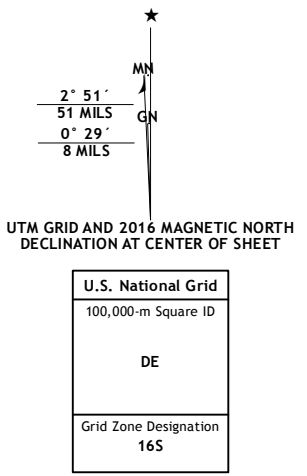 MN
2° 51´
51 MILS
GN
0° 29´
8 MILS
UTM GRID AND 2016 MAGNETIC NORTH
DECLINATION AT CENTER OF SHEET
U.S. National Grid
100,000-m Square ID
DE
Grid Zone Designation
16S